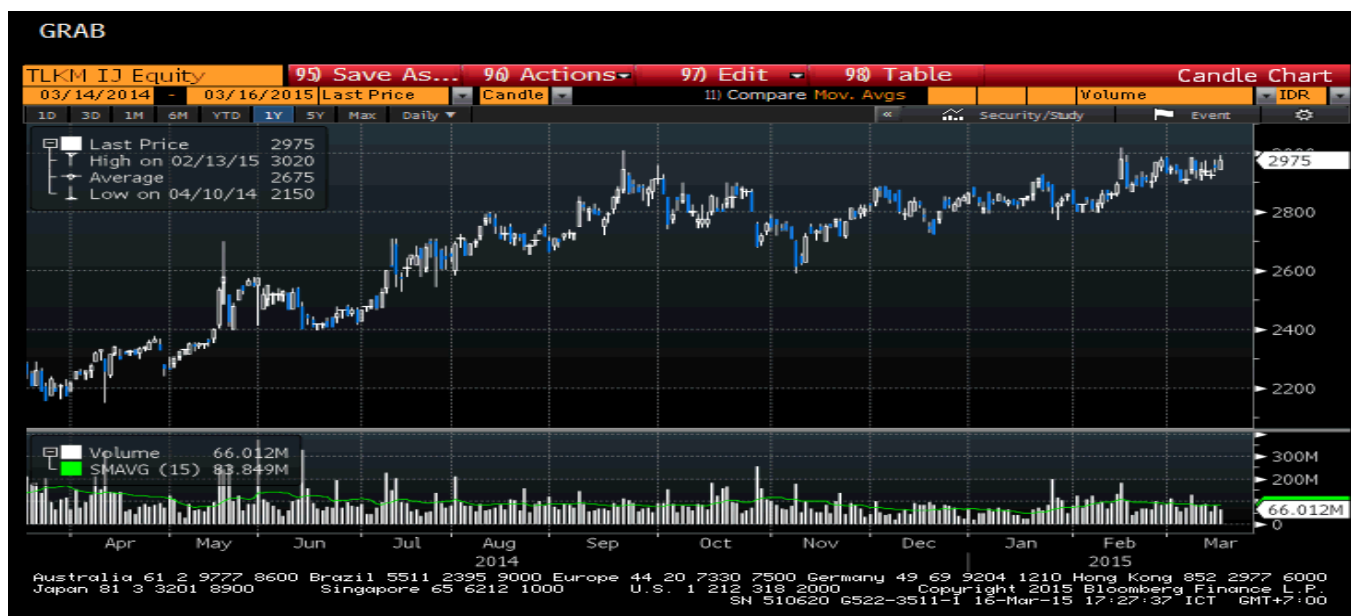 GRAB
TLKM IJ Equity 95) Save As... 96) Actions 97) Edit 98) Table Candle Chart
03/14/2014 - 03/16/2015 Last Price Candle 11) Compare Mov. Avgs Volume IDR
1D 3D 1M 6M YTD 1Y 5Y Max Daily ▼ « Security/Study Event
Last Price 2975
High on 02/13/15 3020
Average 2675
Low on 04/10/14 2150
2975
2800
2600
2400
2200
Volume 66.012M
SMAVG (15) 83.849M
300M
200M
66.012M
0
Apr May Jun Jul Aug Sep Oct Nov Dec Jan Feb Mar
2014 2015
Australia 61 2 9777 8600 Brazil 5511 2395 9000 Europe 44 20 7330 7500 Germany 49 69 9204 1210 Hong Kong 852 2977 6000
Japan 81 3 3201 8900 Singapore 65 6212 1000 U.S. 1 212 318 2000 Copyright 2015 Bloomberg Finance L.P.
SN 510620 G522-3511-1 16-Mar-15 17:27:37 ICT GMT+7:00